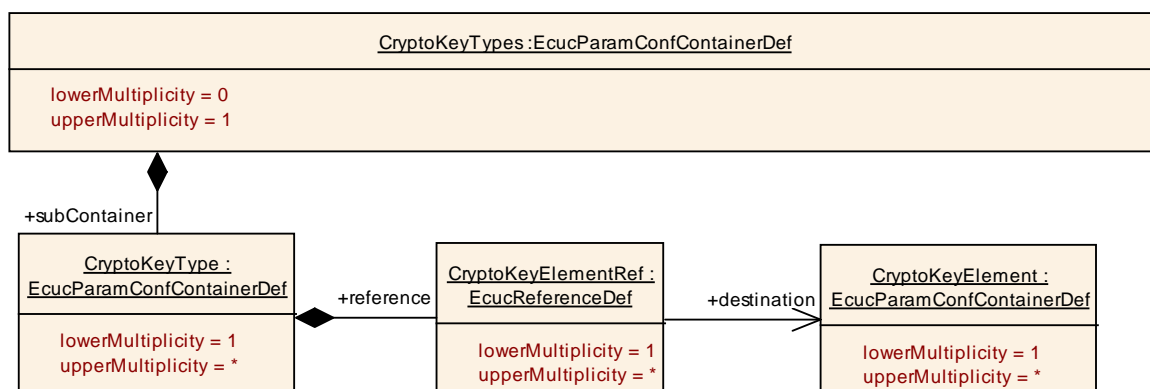 CryptoKeyTypes :EcucParamConfContainerDef
lowerMultiplicity = 0
upperMultiplicity = 1
+subContainer
CryptoKeyType :
EcucParamConfContainerDef
lowerMultiplicity = 1
upperMultiplicity = *
+reference
CryptoKeyElementRef :
EcucReferenceDef
lowerMultiplicity = 1
upperMultiplicity = *
+destination
CryptoKeyElement :
EcucParamConfContainerDef
lowerMultiplicity = 1
upperMultiplicity = *